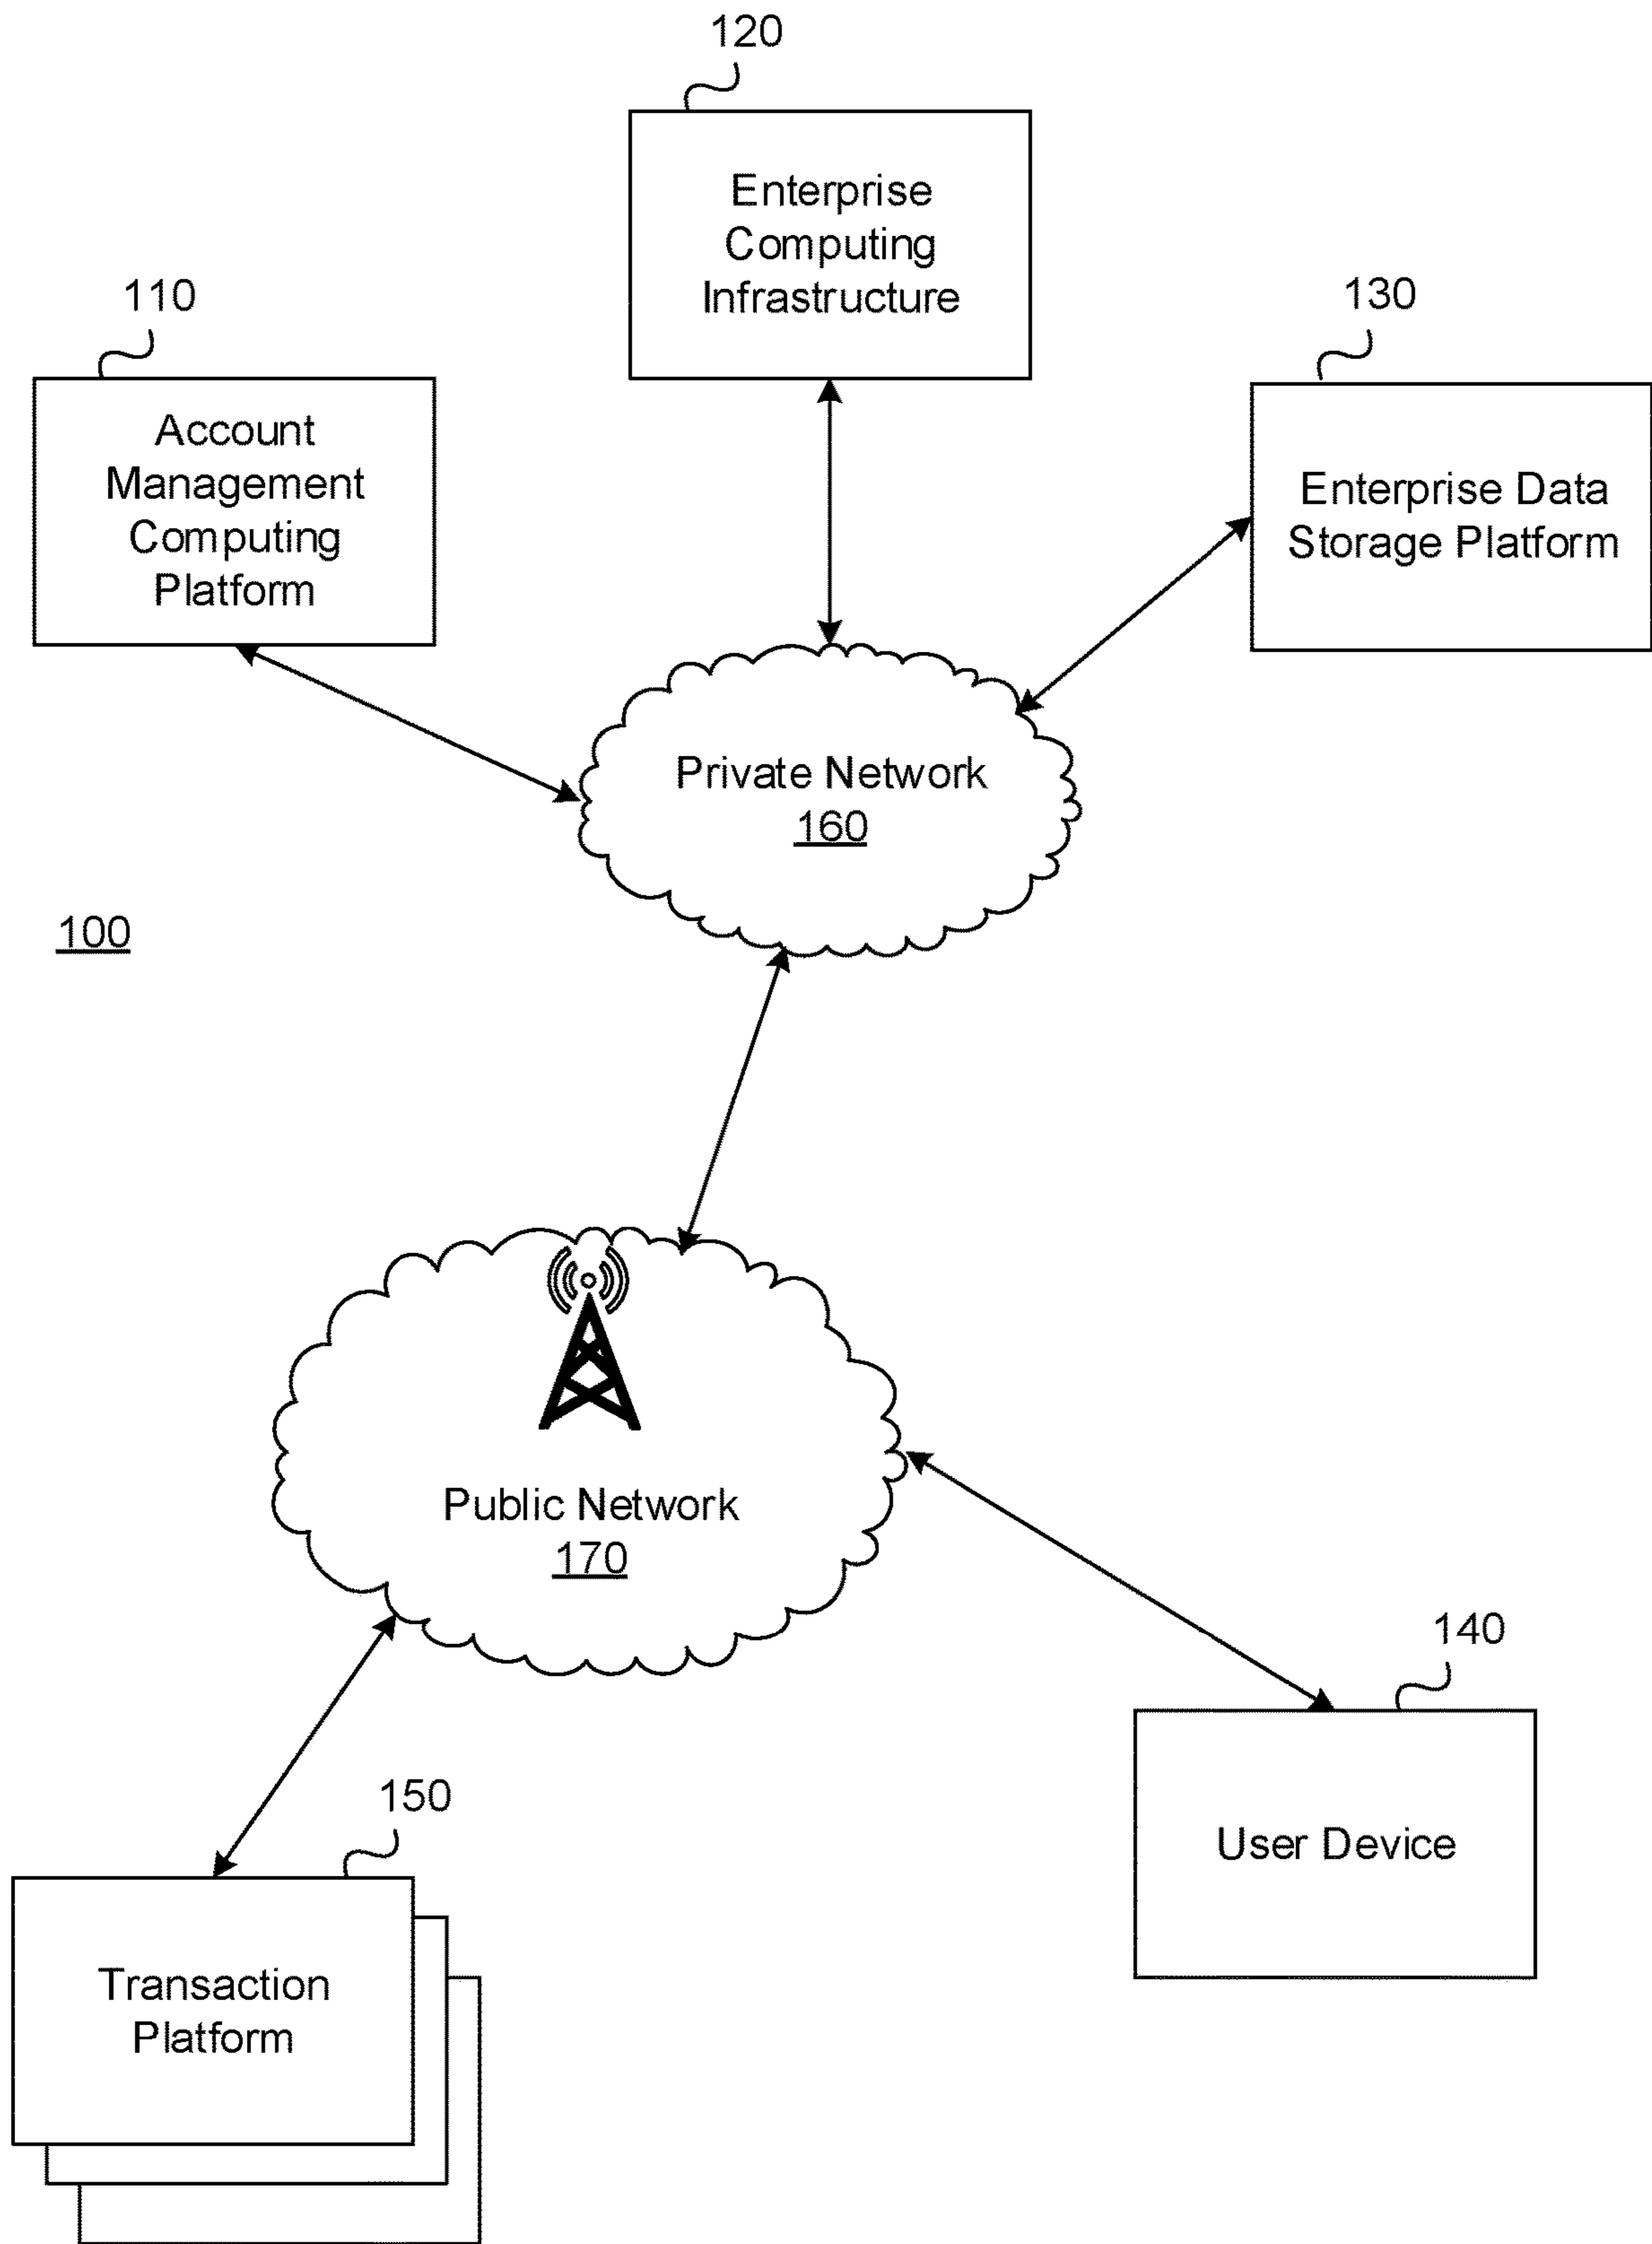 120
Enterprise
Computing
Infrastructure
110
Account
Management
Computing
Platform
130
Enterprise Data
Storage Platform
Private Network
160
100
Public Network
170
140
User Device
150
Transaction
Platform